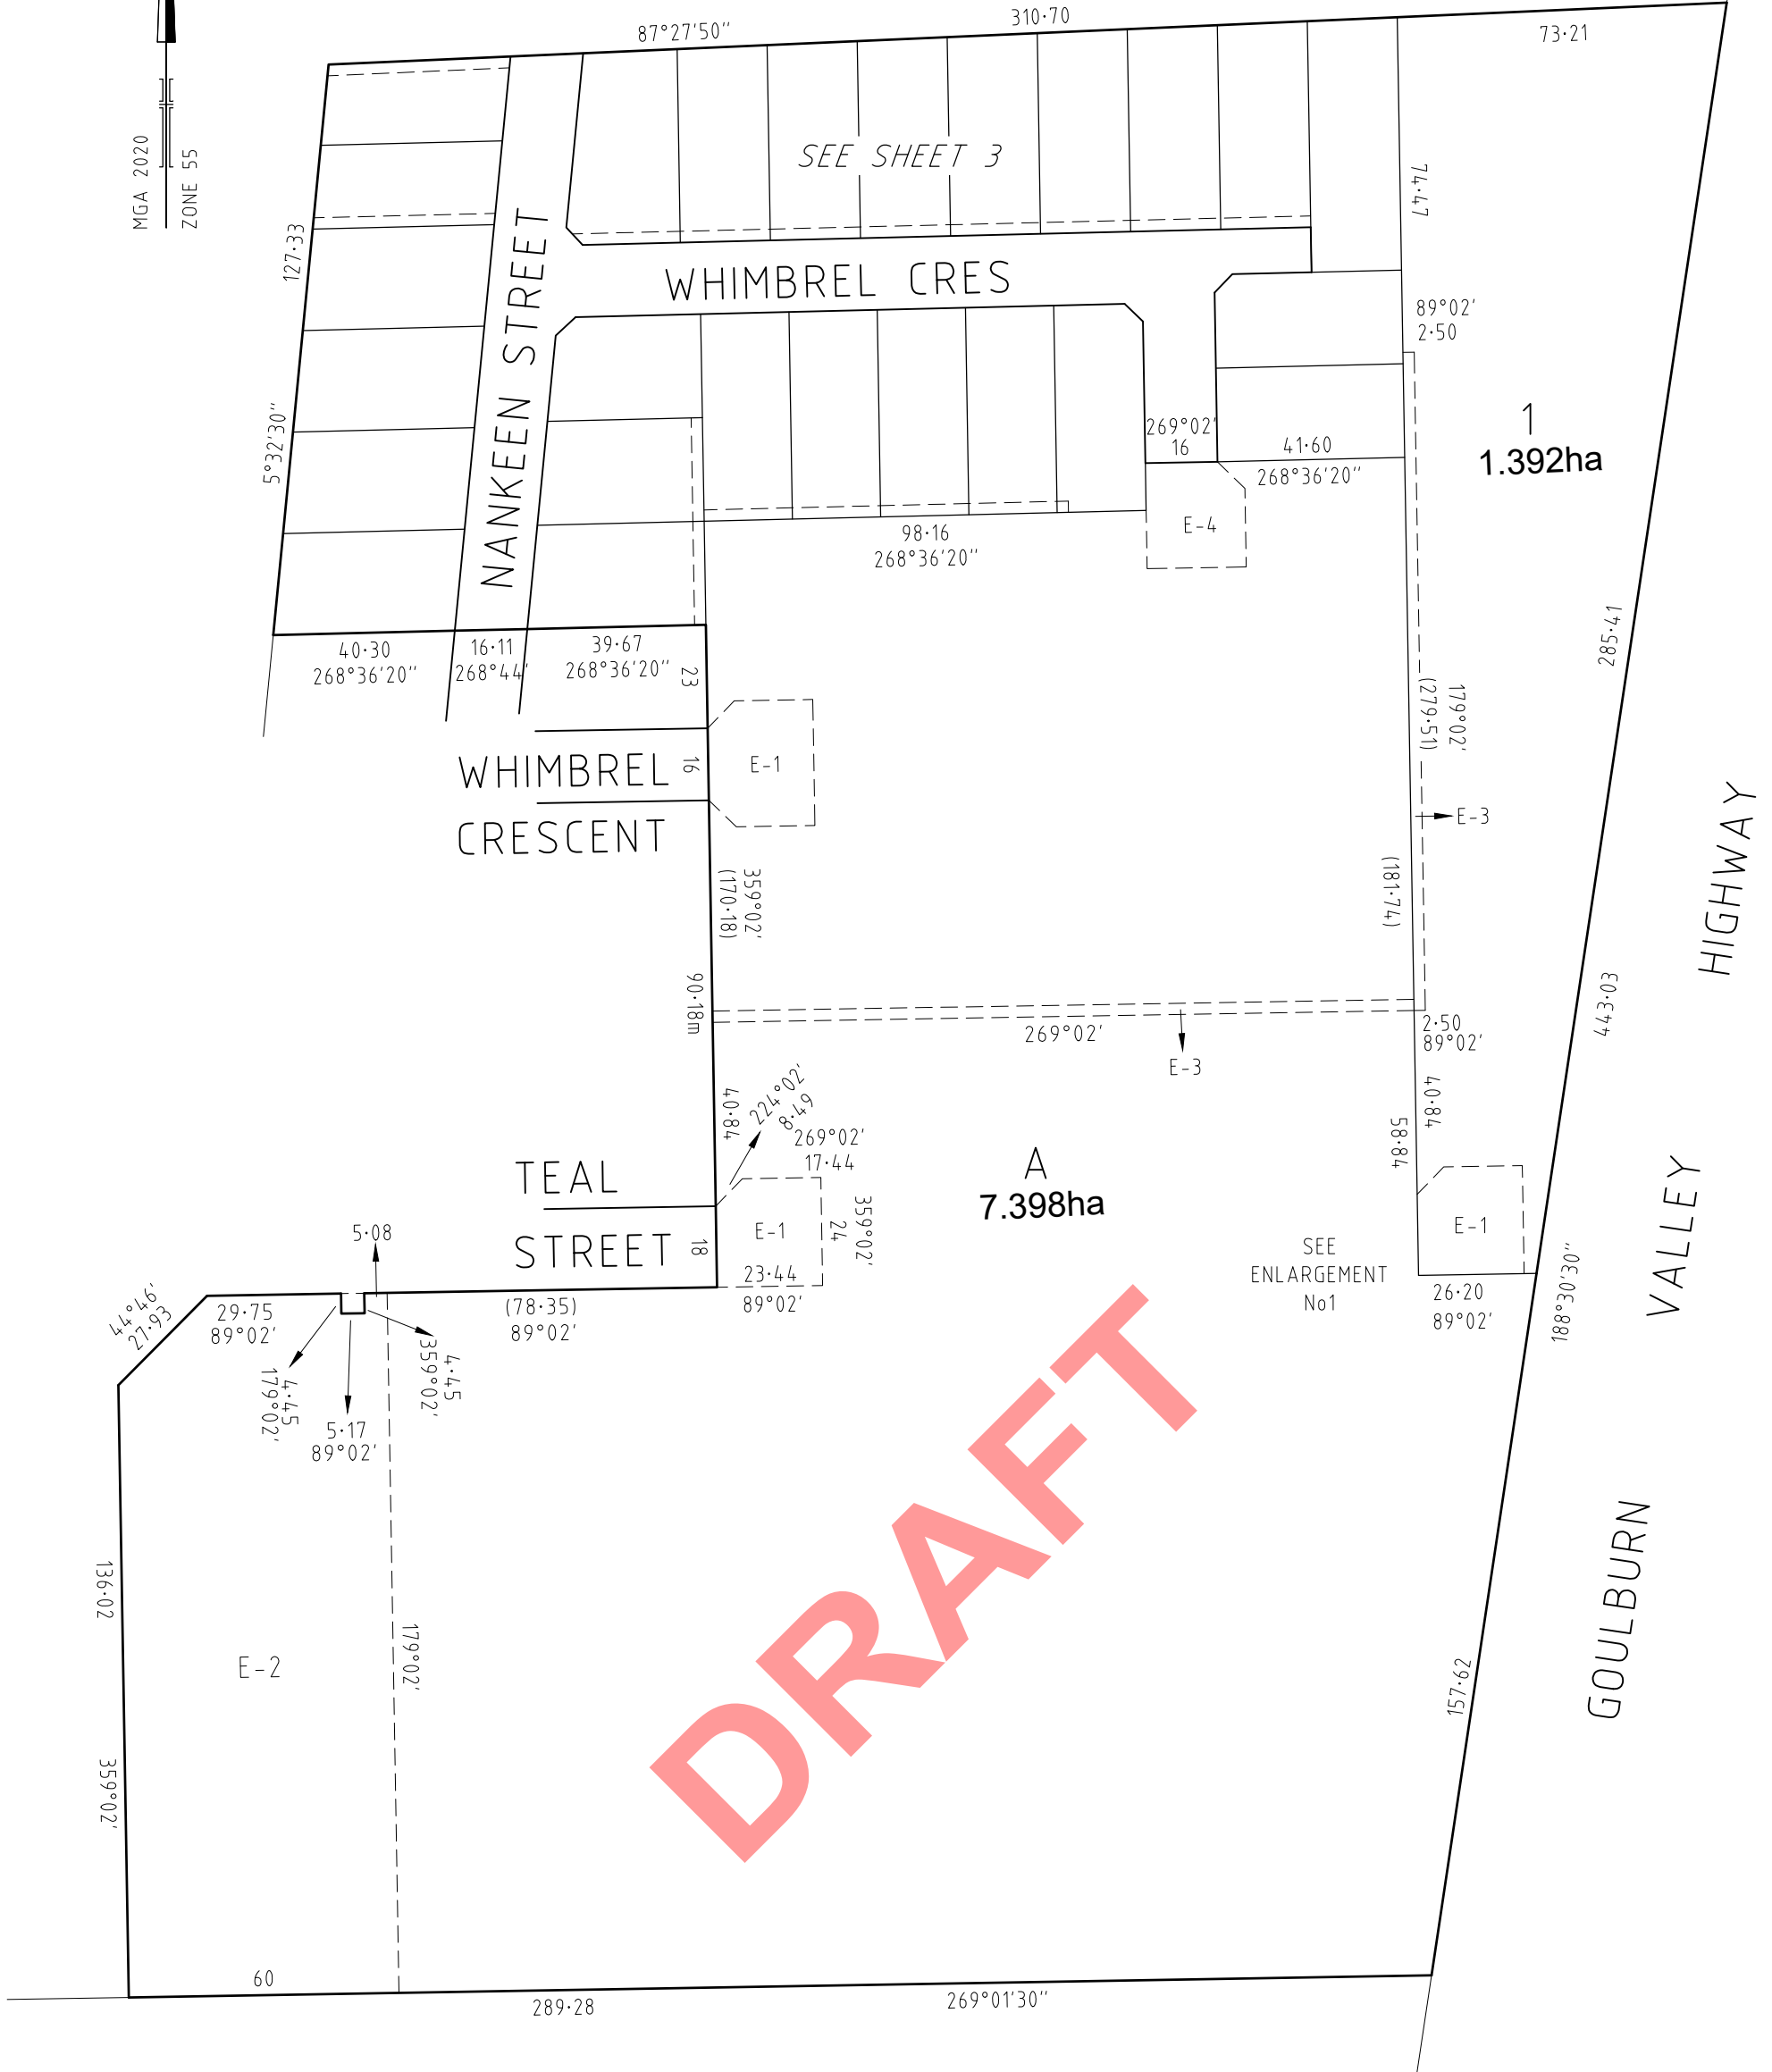 87°27'50"
310·70
73·21
MGA 2020
ZONE 55
SEE SHEET 3
74·47
127·33
NANKEEN STREET
WHIMBREL CRES
89°02'
2·50
5°32'30"
269°02'
16
41·60
268°36'20"
1
1.392ha
98·16
268°36'20"
E-4
285·41
40·30
268°36'20"
16·11
268°44'
39·67
268°36'20"
23
179°02'
(279·51)
WHIMBREL
CRESCENT
16
E-1
E-3
HIGHWAY
359°02'
(170·18)
(181·74)
90·18m
443·03
269°02'
E-3
2·50
89°02'
40·84
224°02'
8·49
269°02'
17·44
40·84
58·84
A
7.398ha
TEAL
STREET
18
E-1
359°02'
24
23·44
89°02'
E-1
VALLEY
SEE
ENLARGEMENT
No1
26·20
89°02'
188°30'30"
5·08
44°46'
27·93
29·75
89°02'
(78·35)
89°02'
4·45
179°02'
5·17
89°02'
4·45
359°02'
DRAFT
136·02
E-2
179°02'
GOULBURN
157·62
359°02'
60
289·28
269°01'30"